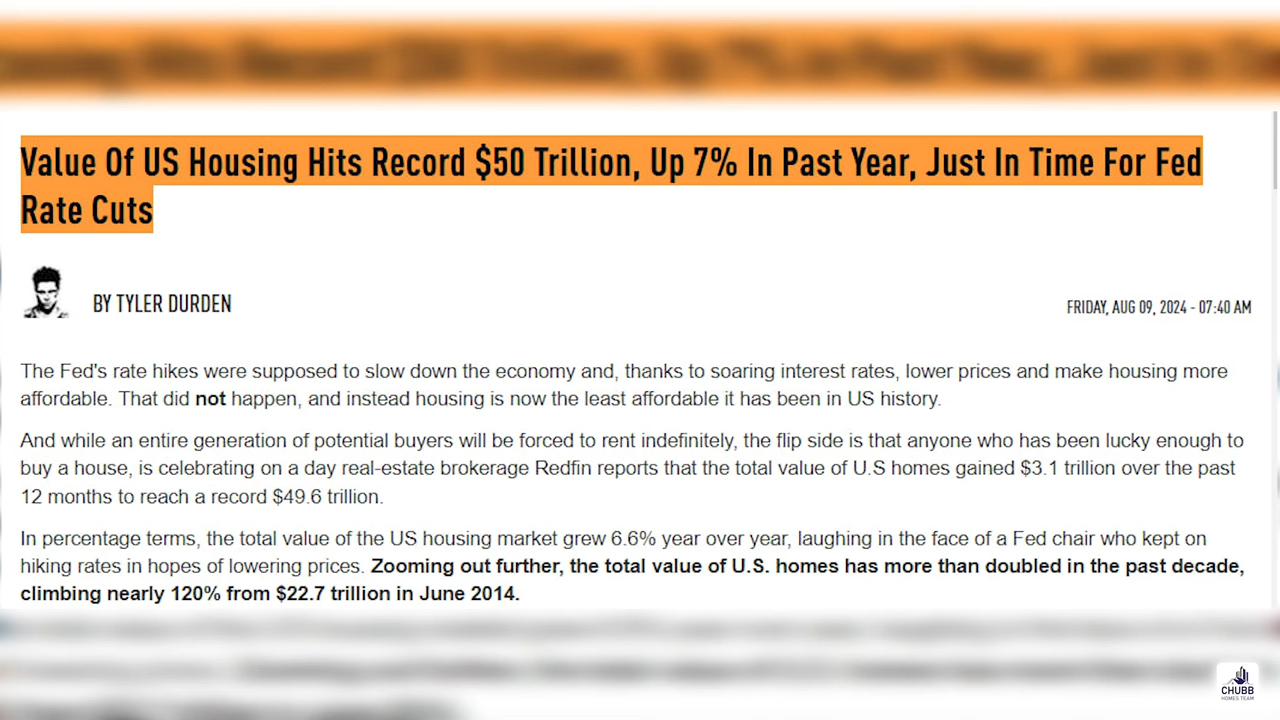 Value Of US Housing Hits Record $50 Trillion, Up 7% In Past Year, Just In Time For Fed
Rate Cuts
BY TYLER DURDEN
FRIDAY, AUG 09, 2024 - 07:40 AM
The Fed's rate hikes were supposed to slow down the economy and, thanks to soaring interest rates, lower prices and make housing more
affordable. That did not happen, and instead housing is now the least affordable it has been in US history.
And while an entire generation of potential buyers will be forced to rent indefinitely, the flip side is that anyone who has been lucky enough to
buy a house, is celebrating on a day real-estate brokerage Redfin reports that the total value of U.S homes gained $3.1 trillion over the past
12 months to reach a record $49.6 trillion.
In percentage terms, the total value of the US housing market grew 6.6% year over year, laughing in the face of a Fed chair who kept on
hiking rates in hopes of lowering prices. Zooming out further, the total value of U.S. homes has more than doubled in the past decade,
climbing nearly 120% from $22.7 trillion in June 2014.
CHUBB
HOMES TEAM